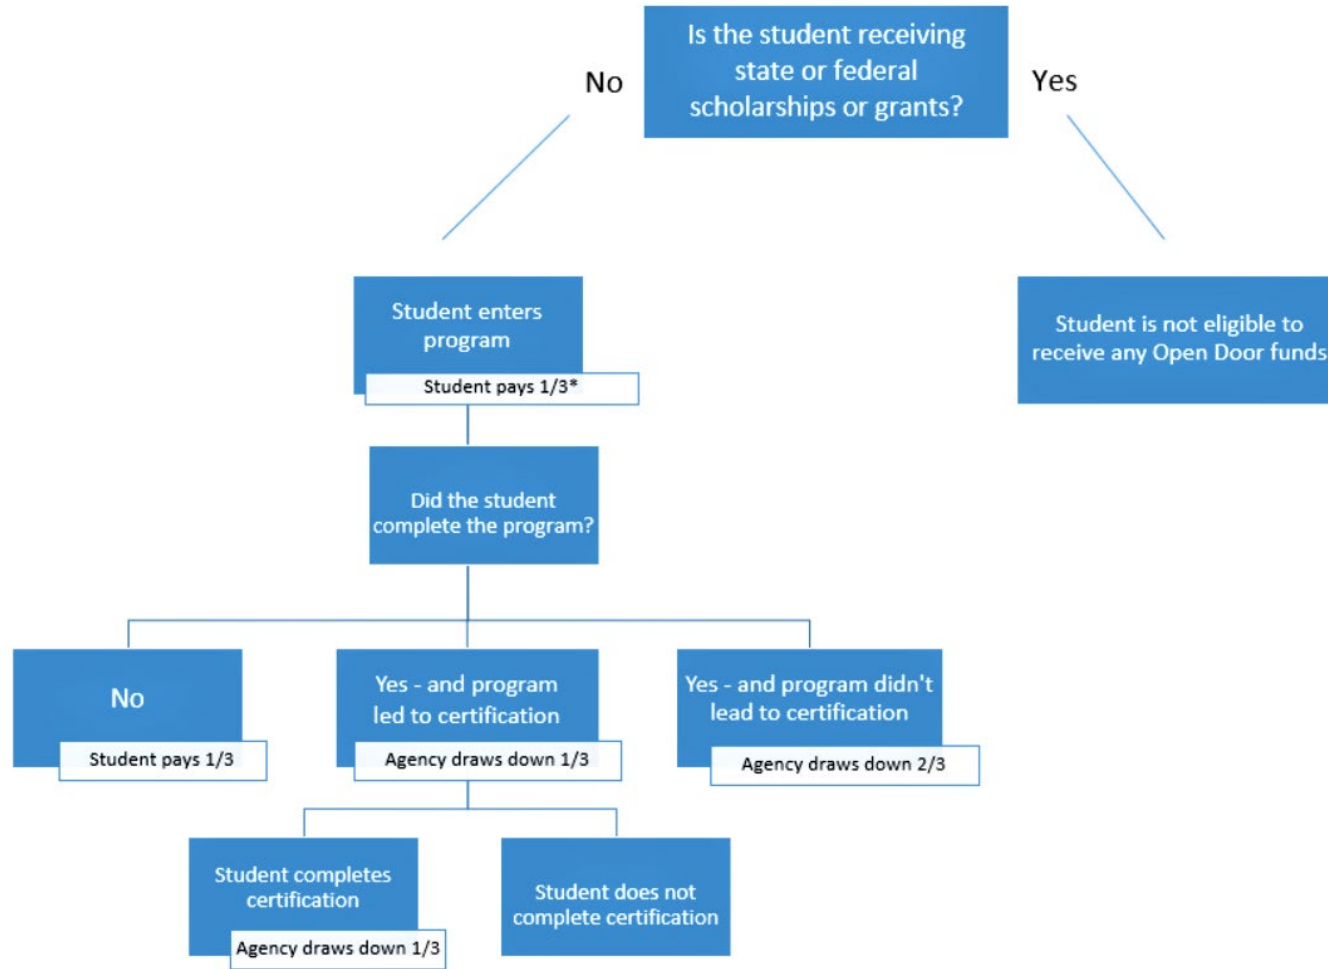 Is the student receiving
state or federal
scholarships or grants?
No
Yes
Student enters
program
Student pays 1/3*
Student is not eligible to
receive any Open Door funds
Did the student
complete the program?
No
Student pays 1/3
Yes - and program
led to certification
Agency draws down 1/3
Yes - and program didn't
lead to certification
Agency draws down 2/3
Student completes
certification
Agency draws down 1/3
Student does not
complete certification